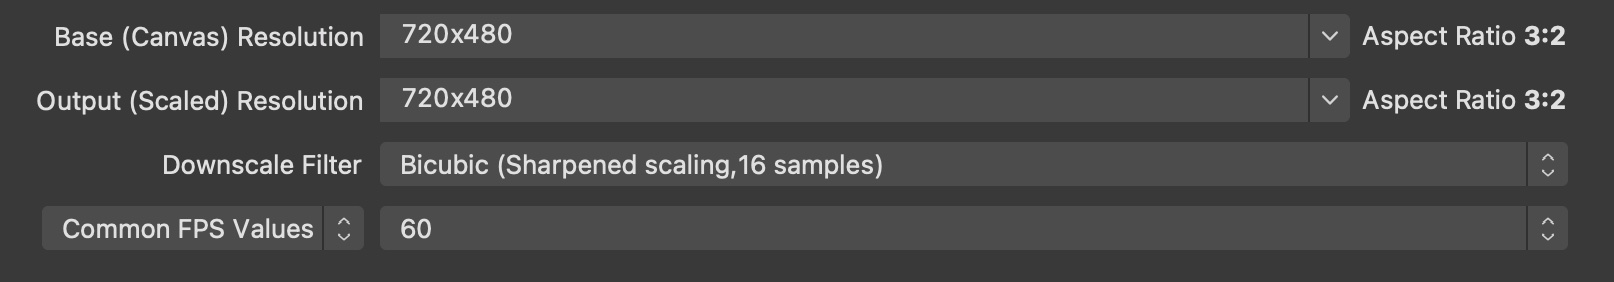 Base (Canvas) Resolution 720x480 Aspect Ratio 3:2
Output (Scaled) Resolution 720x480 Aspect Ratio 3:2
Downscale Filter Bicubic (Sharpened scaling,16 samples)
Common FPS Values 60